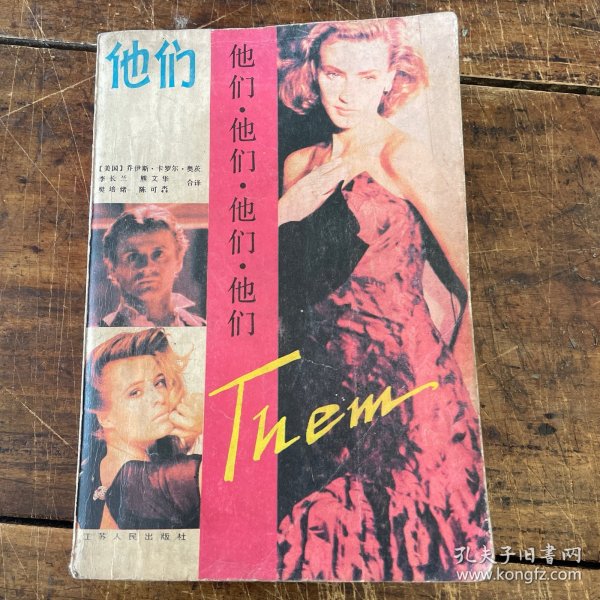 他们
他们·他们·他们·他们
[美国]乔伊斯·卡罗尔·奥茨
李长兰 熊文华
樊培绪 陈可淼 合译
Them
江苏人民出版社
孔夫子旧书网
www.kongfz.com